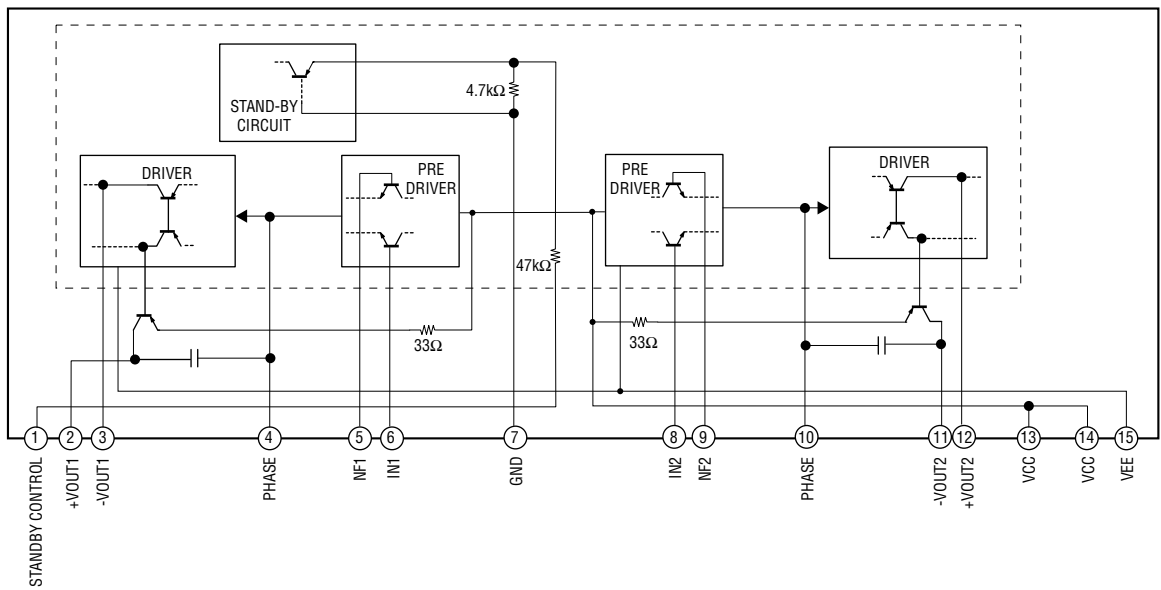 4.7kΩ
STAND-BY
CIRCUIT
DRIVER
PRE
DRIVER
PRE
DRIVER
DRIVER
47kΩ
33Ω
33Ω
1
2
3
4
5
6
7
8
9
10
11
12
13
14
15
STANDBY CONTROL
+VOUT1
-VOUT1
PHASE
NF1
IN1
GND
IN2
NF2
PHASE
-VOUT2
+VOUT2
VCC
VCC
VEE